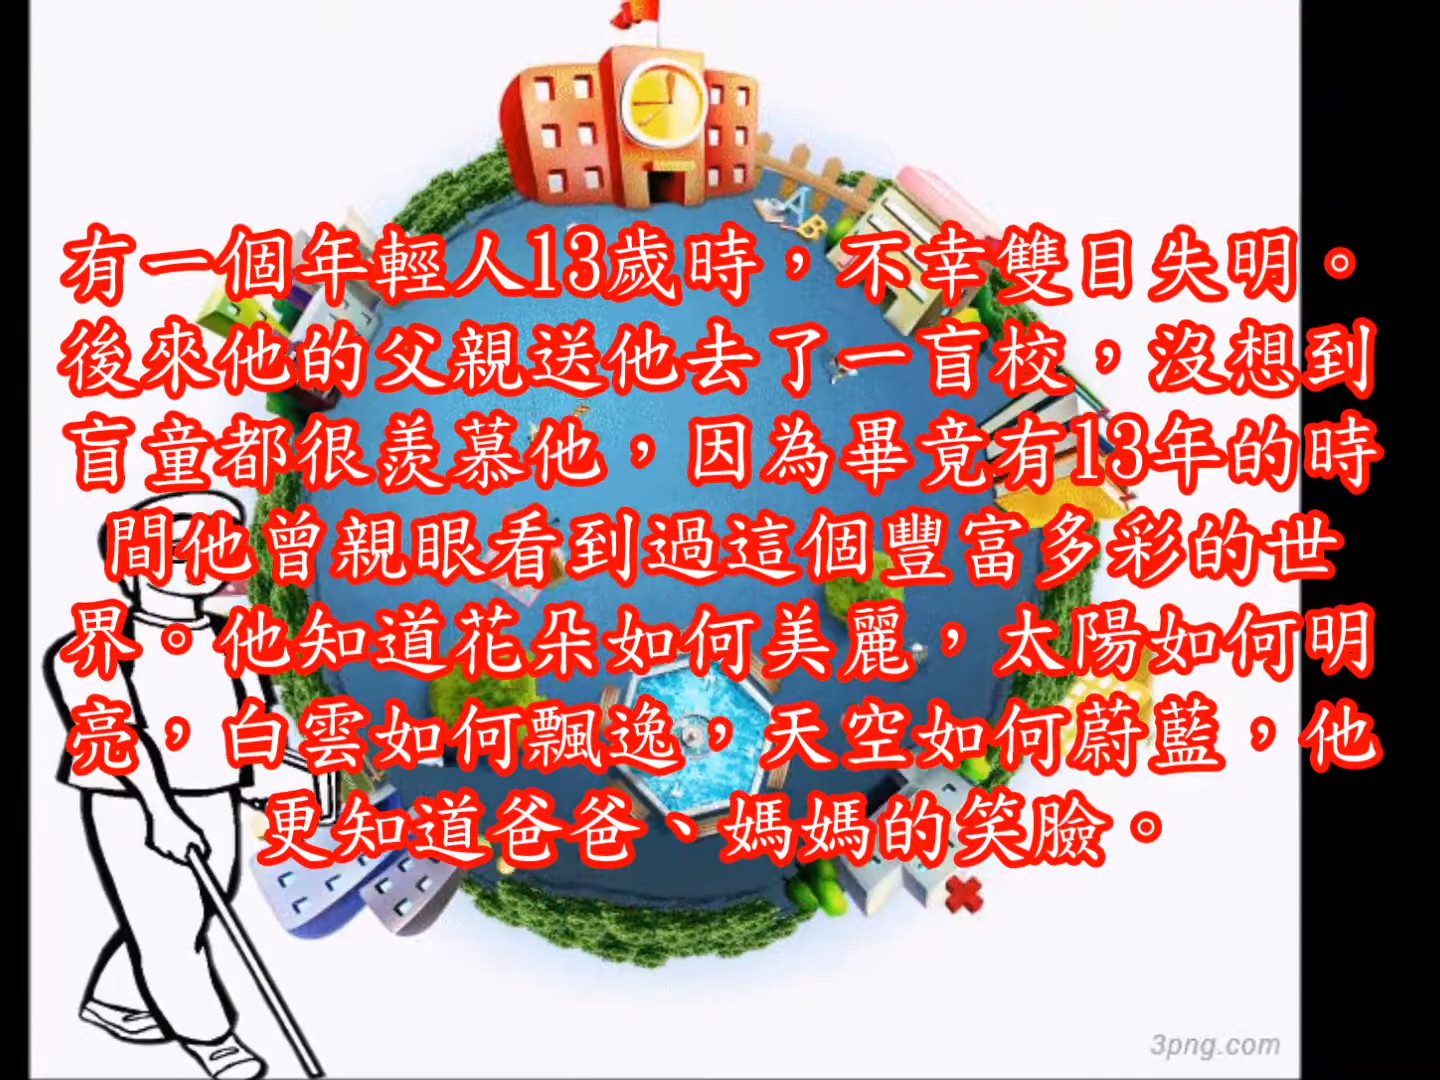 有一個年輕人13歲時，不幸雙目失明。
後來他的父親送他去了一盲校，沒想到
盲童都很羨慕他，因為畢竟有13年的時
間他曾親眼看到過這個豐富多彩的世
界。他知道花朵如何美麗，太陽如何明
亮，白雲如何飄逸，天空如何蔚藍，他
更知道爸爸、媽媽的笑臉。
AB
3png.com